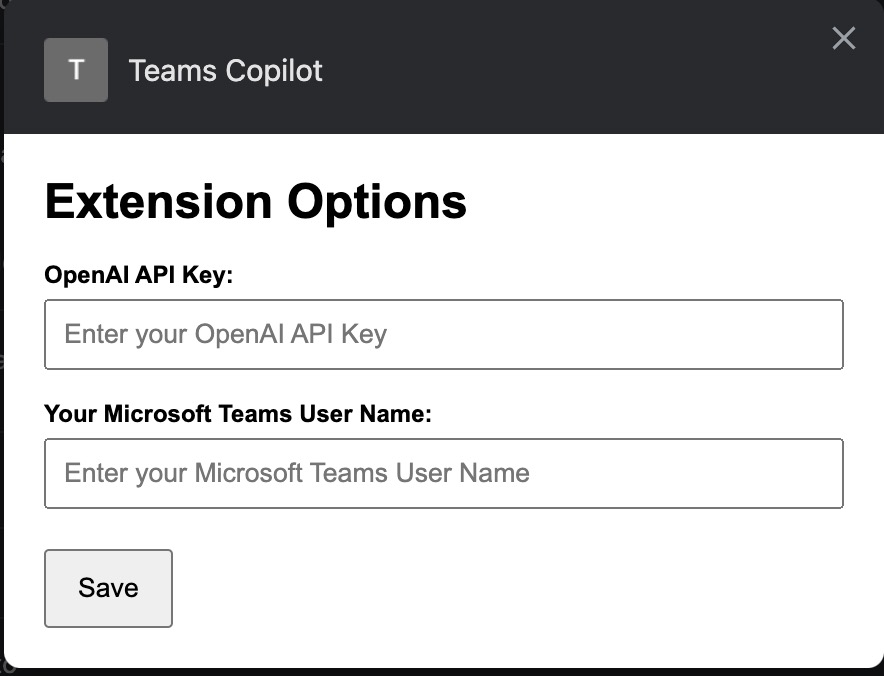 T
Teams Copilot
Extension Options
OpenAI API Key:
Enter your OpenAI API Key
Your Microsoft Teams User Name:
Enter your Microsoft Teams User Name
Save